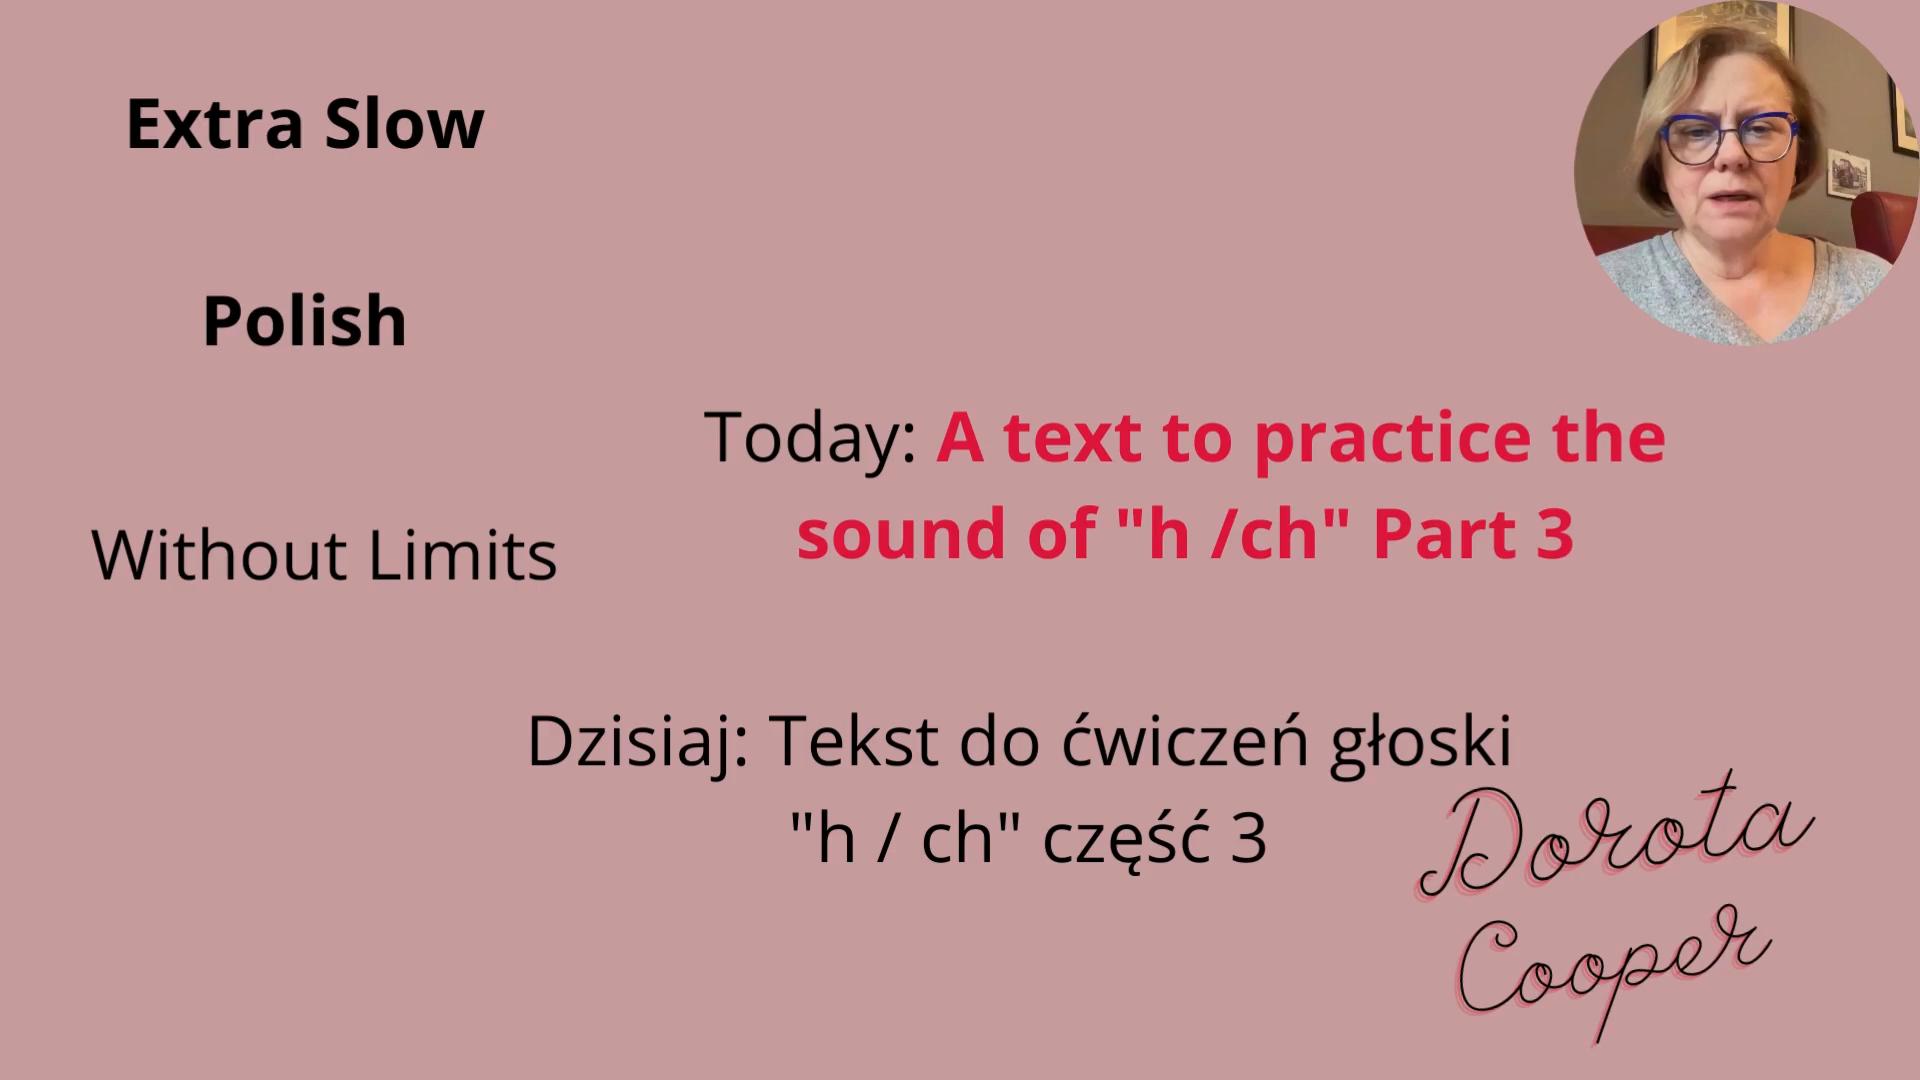 Extra Slow
Polish
Without Limits
Today: A text to practice the
sound of "h /ch" Part 3
Dzisiaj: Tekst do ćwiczeń głoski
"h / ch" część 3
Dorota
Cooper